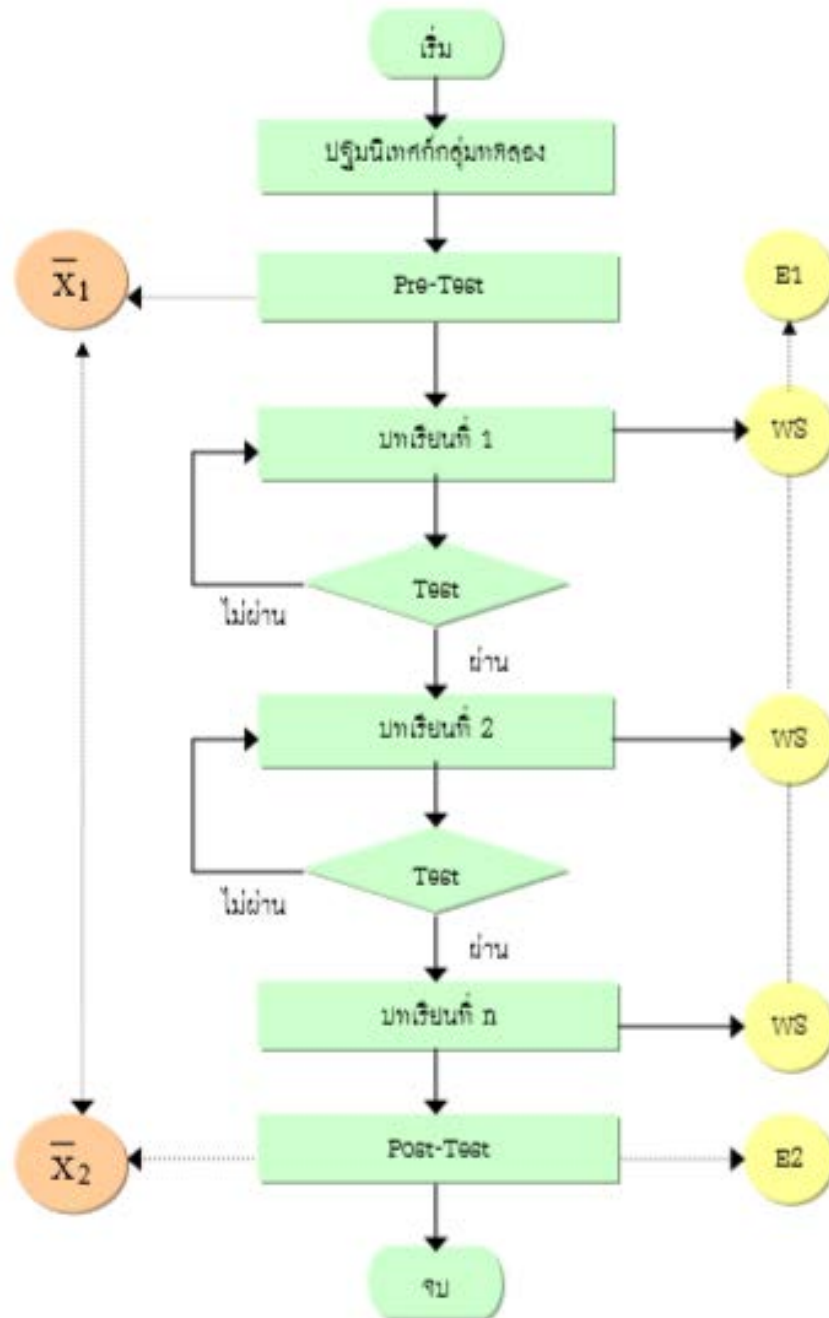 เริ่ม
ปฐมนิเทศก์กลุ่มทดลอง
X̄1
Pre-Test
E1
บทเรียนที่ 1
WS
Test
ไม่ผ่าน
ผ่าน
บทเรียนที่ 2
WS
Test
ไม่ผ่าน
ผ่าน
บทเรียนที่ n
WS
X̄2
Post-Test
E2
จบ